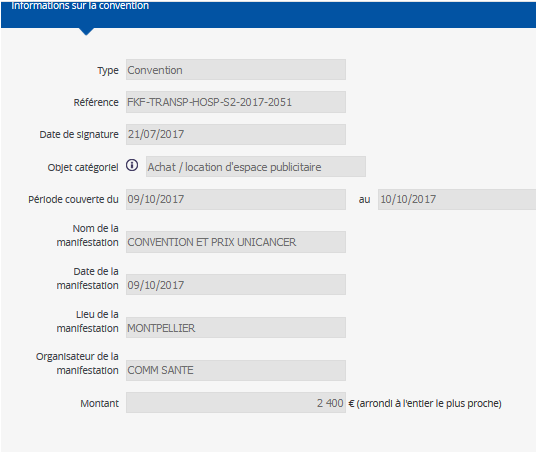 Informations sur la convention
Type Convention
Référence FKF-TRANSP-HOSP-S2-2017-2051
Date de signature 21/07/2017
Objet catégoriel Achat / location d'espace publicitaire
Période couverte du 09/10/2017 au 10/10/2017
Nom de la
manifestation CONVENTION ET PRIX UNICANCER
Date de la
manifestation 09/10/2017
Lieu de la
manifestation MONTPELLIER
Organisateur de la
manifestation COMM SANTE
Montant 2 400 € (arrondi à l'entier le plus proche)